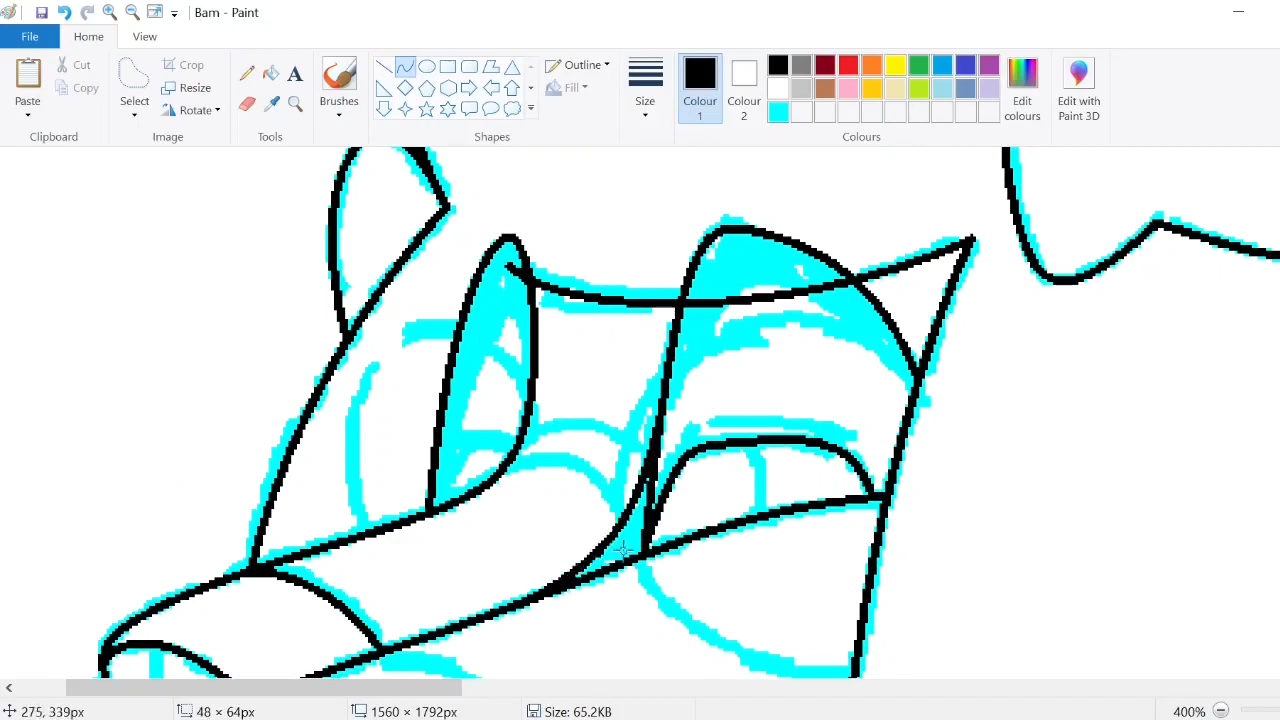 Bam - Paint
File Home View
Paste
Clipboard
Cut
Copy
Select
Crop
Resize
Rotate
Image
A
Tools
Brushes
Shapes
Outline
Fill
Size
Colour
1
Colour
2
Colours
Edit
colours
Edit with
Paint 3D
275, 339px
48 × 64px
1560 × 1792px
Size: 65.2KB
400%